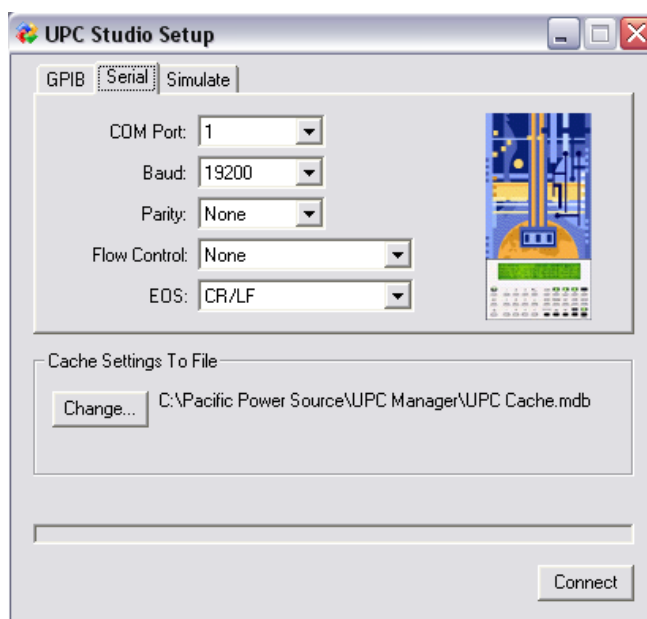 UPC Studio Setup
GPIB Serial Simulate
COM Port: 1
Baud: 19200
Parity: None
Flow Control: None
EOS: CR/LF
Cache Settings To File
Change... C:\Pacific Power Source\UPC Manager\UPC Cache.mdb
Connect